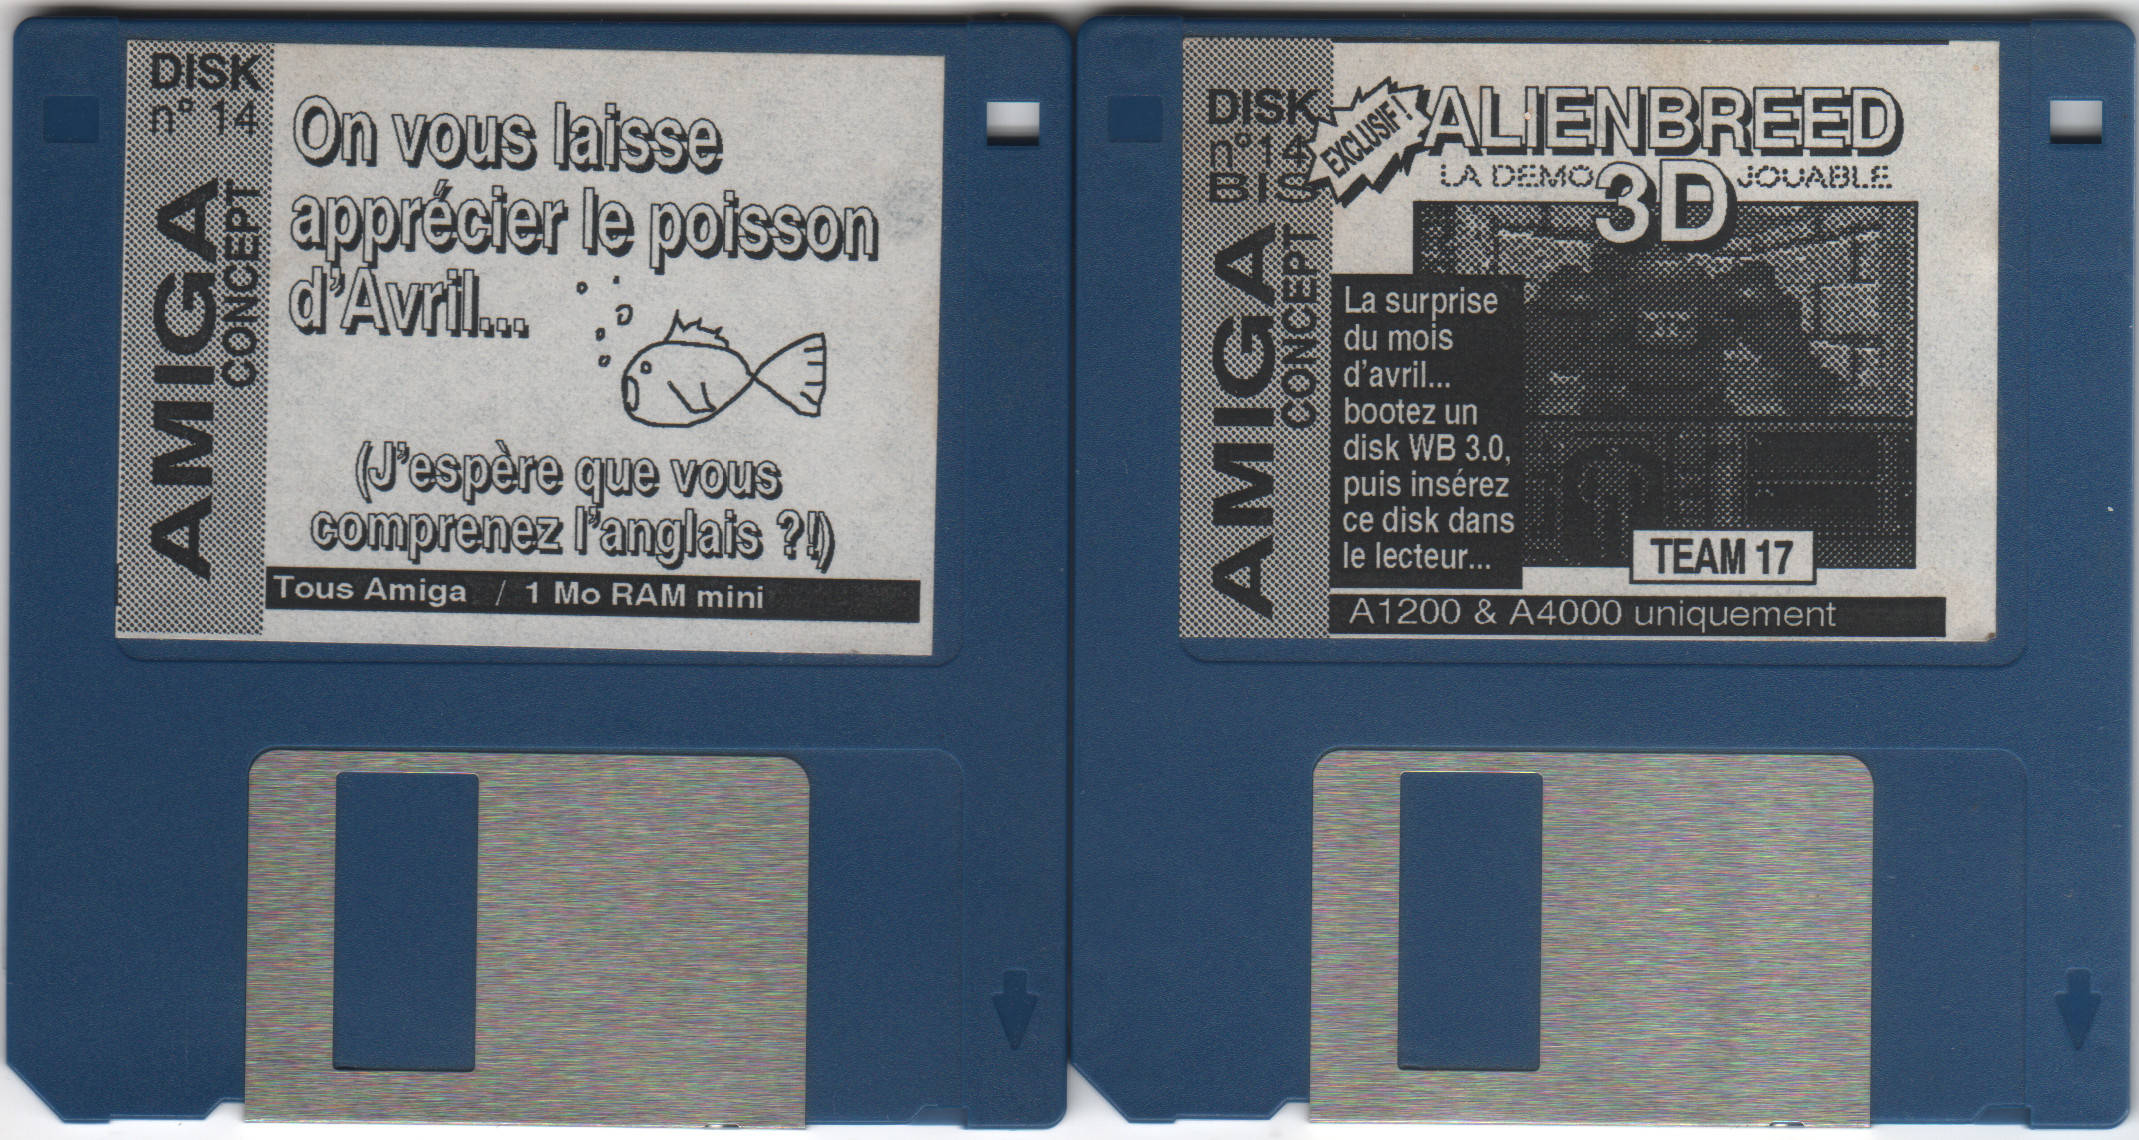 DISK
n° 14
AMIGA
CONCEPT
On vous laisse
apprécier le poisson
d'Avril...
(J'espère que vous
comprenez l'anglais ?!)
Tous Amiga / 1 Mo RAM mini
DISK
n° 14
BIS
AMIGA
CONCEPT
EXCLUSIF !
ALIENBREED
LA DEMO JOUABLE
3D
La surprise
du mois
d'avril...
bootez un
disk WB 3.0,
puis insérez
ce disk dans
le lecteur...
TEAM 17
A1200 & A4000 uniquement